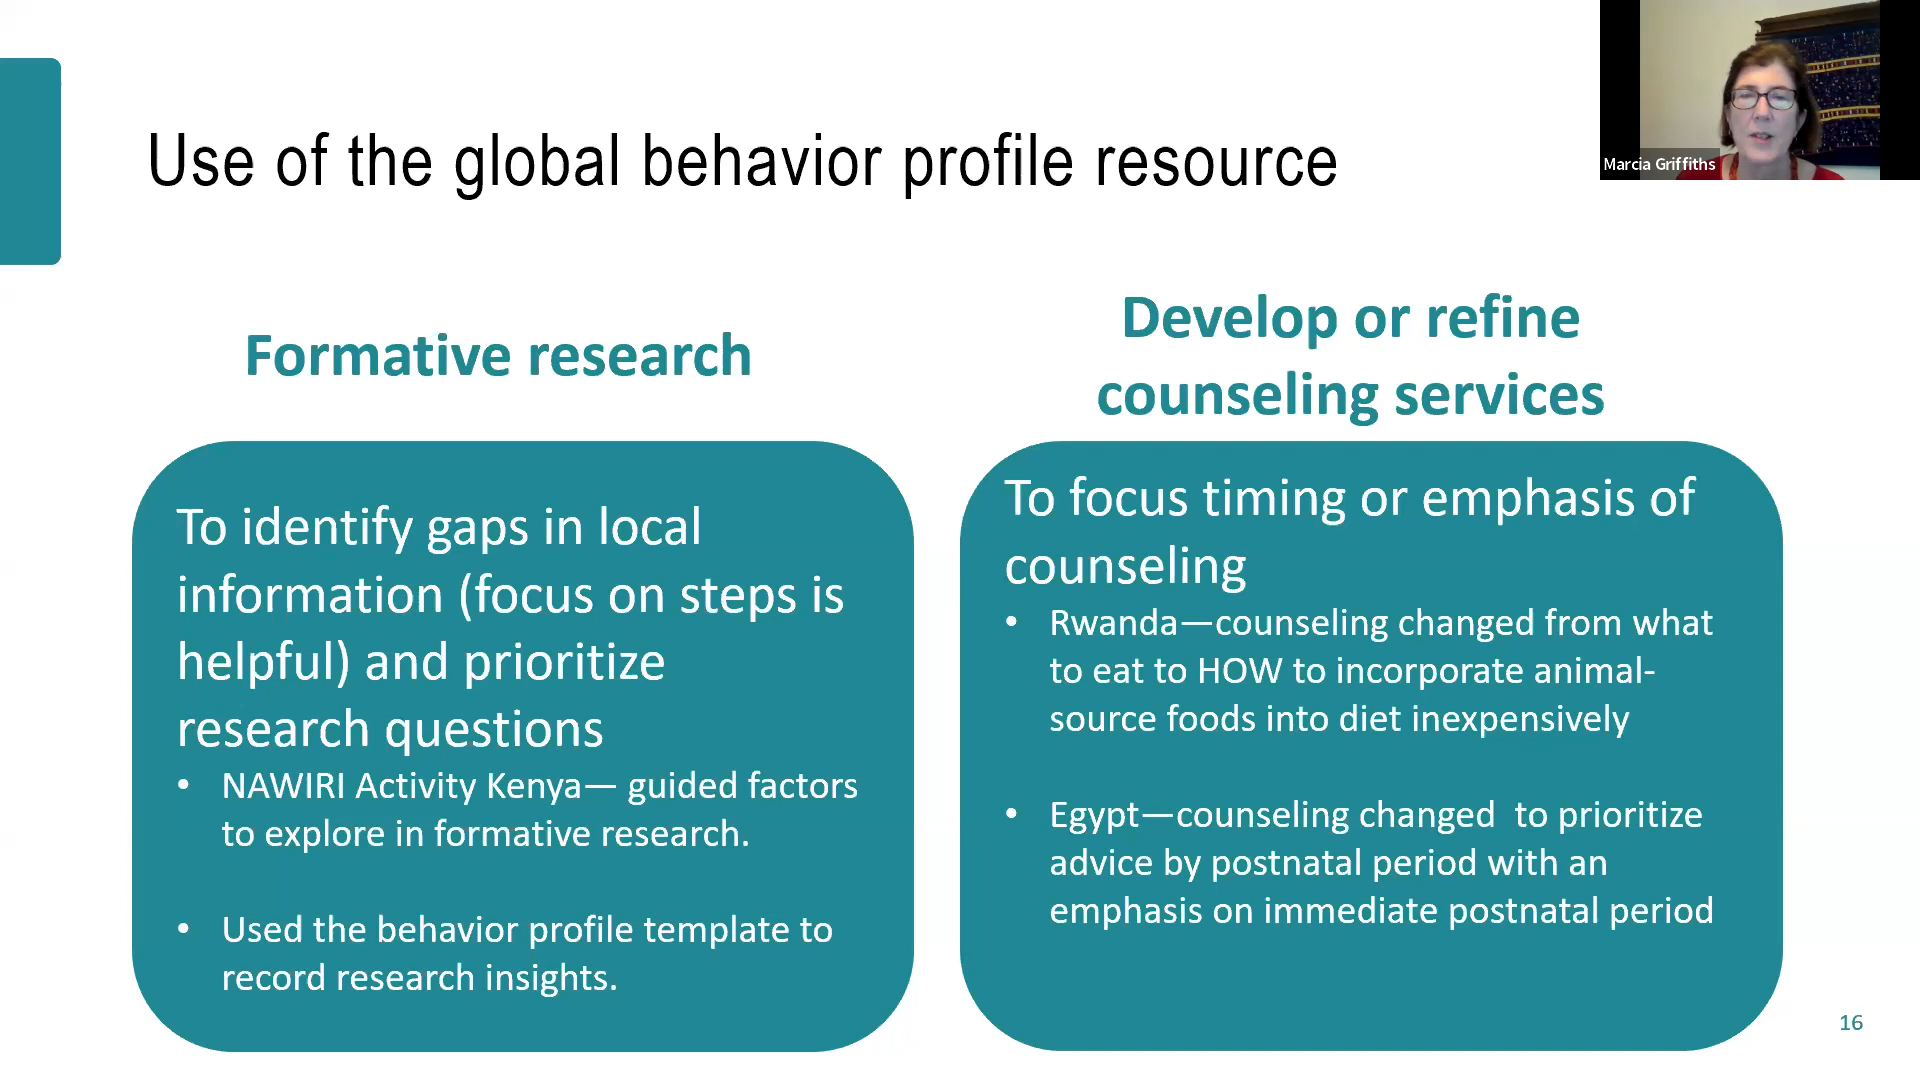 Use of the global behavior profile resource
Marcia Griffiths
Formative research
To identify gaps in local
information (focus on steps is
helpful) and prioritize
research questions
• NAWIRI Activity Kenya— guided factors
to explore in formative research.
• Used the behavior profile template to
record research insights.
Develop or refine
counseling services
To focus timing or emphasis of
counseling
• Rwanda—counseling changed from what
to eat to HOW to incorporate animal-
source foods into diet inexpensively
• Egypt—counseling changed  to prioritize
advice by postnatal period with an
emphasis on immediate postnatal period
16